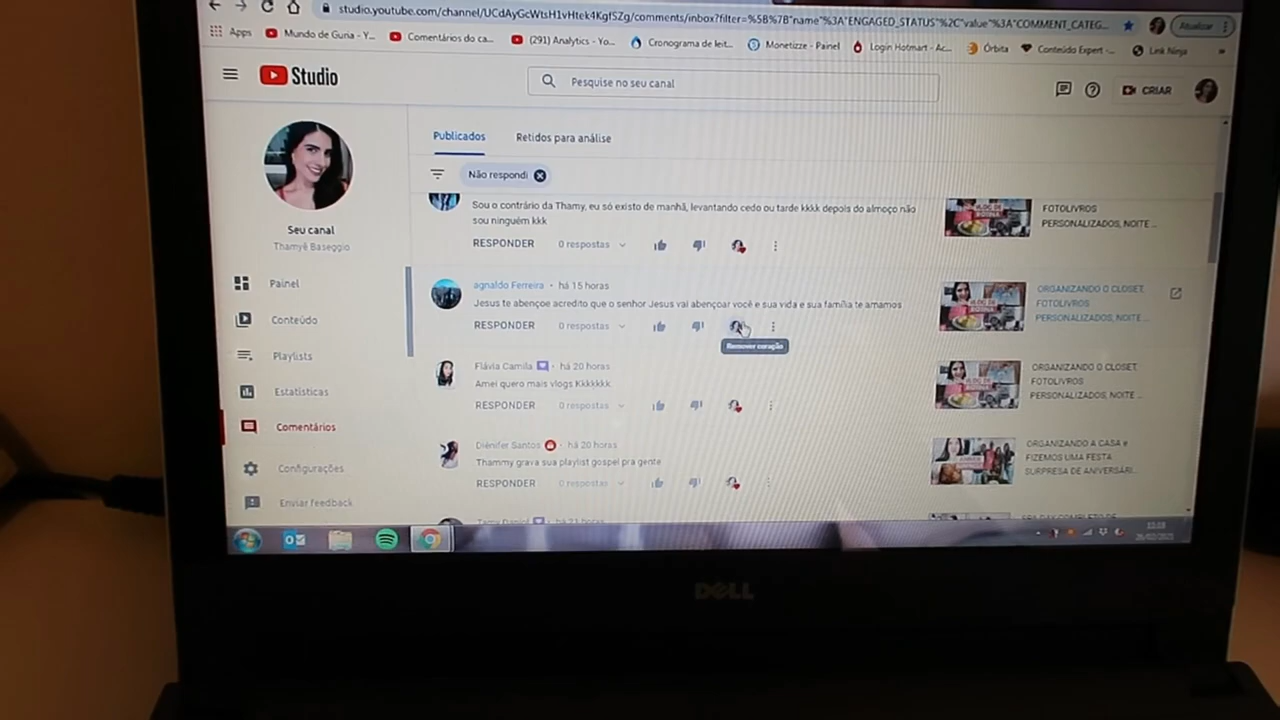 studio.youtube.com/channel/UCdAyGcWtsH1vHtek4KgfSZg/comments/inbox?filter=%5B%7B"name"%3A"ENGAGED_STATUS"%2C"value"%3A"COMMENT_CATEG...
Atualizar
Apps
Mundo de Guria - Y...
Comentários do ca...
(291) Analytics - Yo...
Cronograma de leit...
Monetizze - Painel
Login Hotmart - Ac...
Órbita
Conteúdo Expert -...
Link Ninja
»
Studio
Pesquise no seu canal
CRIAR
Publicados
Retidos para análise
Não respondi
Seu canal
Thamyê Baseggio
Painel
Conteúdo
Playlists
Estatísticas
Comentários
Configurações
Enviar feedback
Sou o contrário da Thamy, eu só existo de manhã, levantando cedo ou tarde kkkk depois do almoço não
sou ninguém kkk
RESPONDER 0 respostas
FOTOLIVROS
PERSONALIZADOS, NOITE ...
agnaldo Ferreira • há 15 horas
Jesus te abençoe acredito que o senhor Jesus vai abençoar você e sua vida e sua família te amamos
RESPONDER 0 respostas
Remover coração
ORGANIZANDO O CLOSET,
FOTOLIVROS
PERSONALIZADOS, NOITE ...
Flávia Camila • há 20 horas
Amei quero mais vlogs Kkkkkkk
RESPONDER 0 respostas
ORGANIZANDO O CLOSET,
FOTOLIVROS
PERSONALIZADOS, NOITE ...
Diênifer Santos • há 20 horas
Thammy grava sua playlist gospel pra gente
RESPONDER 0 respostas
ORGANIZANDO A CASA e
FIZEMOS UMA FESTA
SURPRESA DE ANIVERSÁRI...
DELL